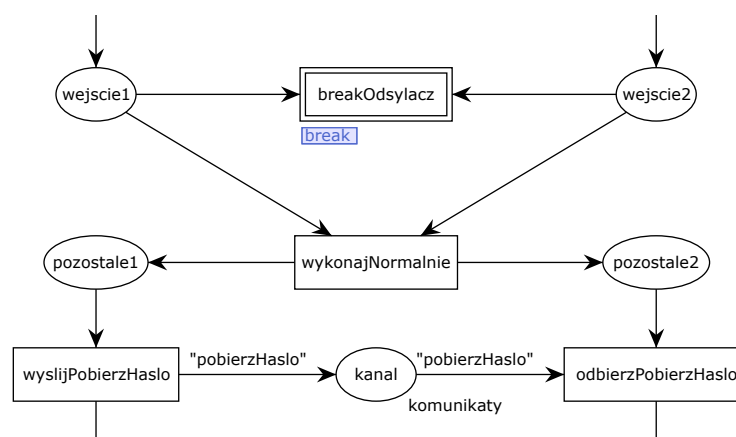 wejscie1
breakOdsylacz
wejscie2
break
pozostale1
wykonajNormalnie
pozostale2
wyslijPobierzHaslo
"pobierzHaslo"
kanal
"pobierzHaslo"
odbierzPobierzHaslo
komunikaty